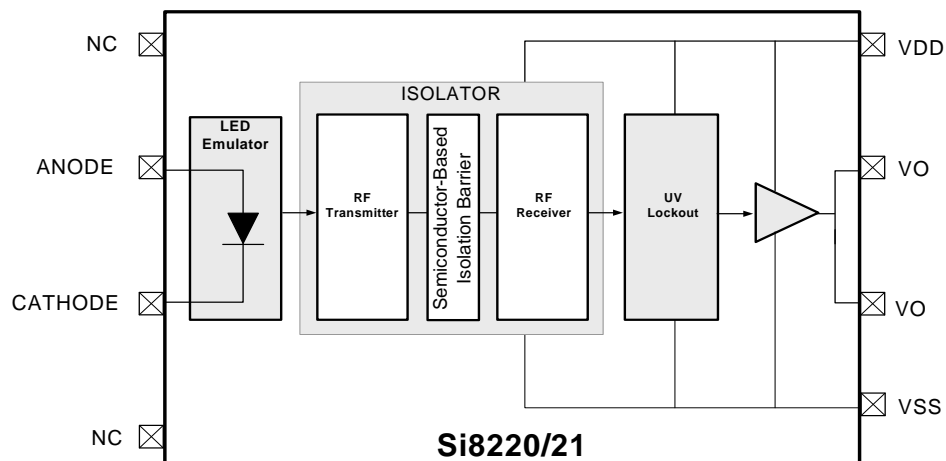 NC
VDD
ISOLATOR
LED
Emulator
ANODE
RF
Transmitter
Semiconductor-Based
Isolation Barrier
RF
Receiver
UV
Lockout
VO
CATHODE
VO
VSS
NC
Si8220/21